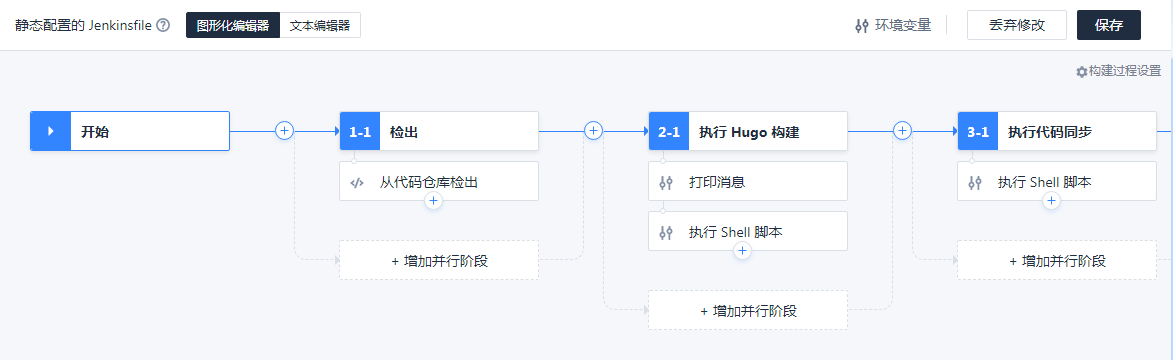 静态配置的 Jenkinsfile ? 图形化编辑器 文本编辑器 环境变量 丢弃修改 保存
构建过程设置
开始 1-1 检出 2-1 执行 Hugo 构建 3-1 执行代码同步
从代码仓库检出 打印消息 执行 Shell 脚本
执行 Shell 脚本
+ 增加并行阶段 + 增加并行阶段
+ 增加并行阶段